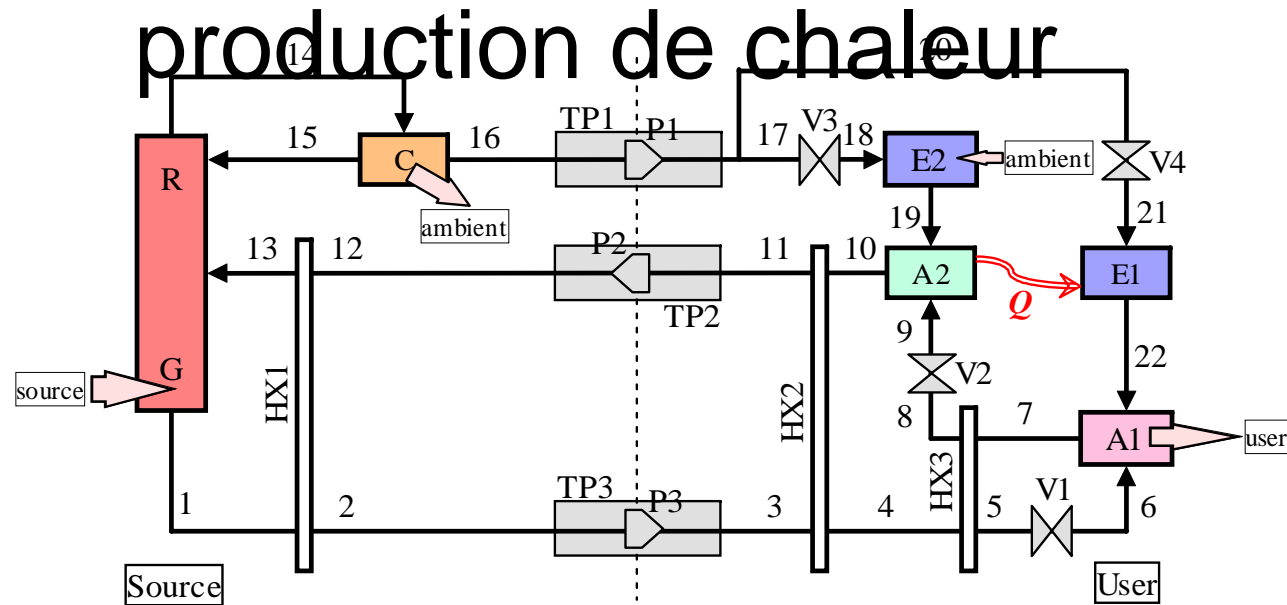 production de chaleur
14
20
TP1
P1
V3
15
16
17
18
R
C
E2
ambient
V4
ambient
19
21
13
12
P2
11
10
A2
E1
TP2
Q
9
G
source
HX1
HX2
V2
22
8
7
A1
user
HX3
TP3
P3
V1
1
2
3
4
5
6
Source
User